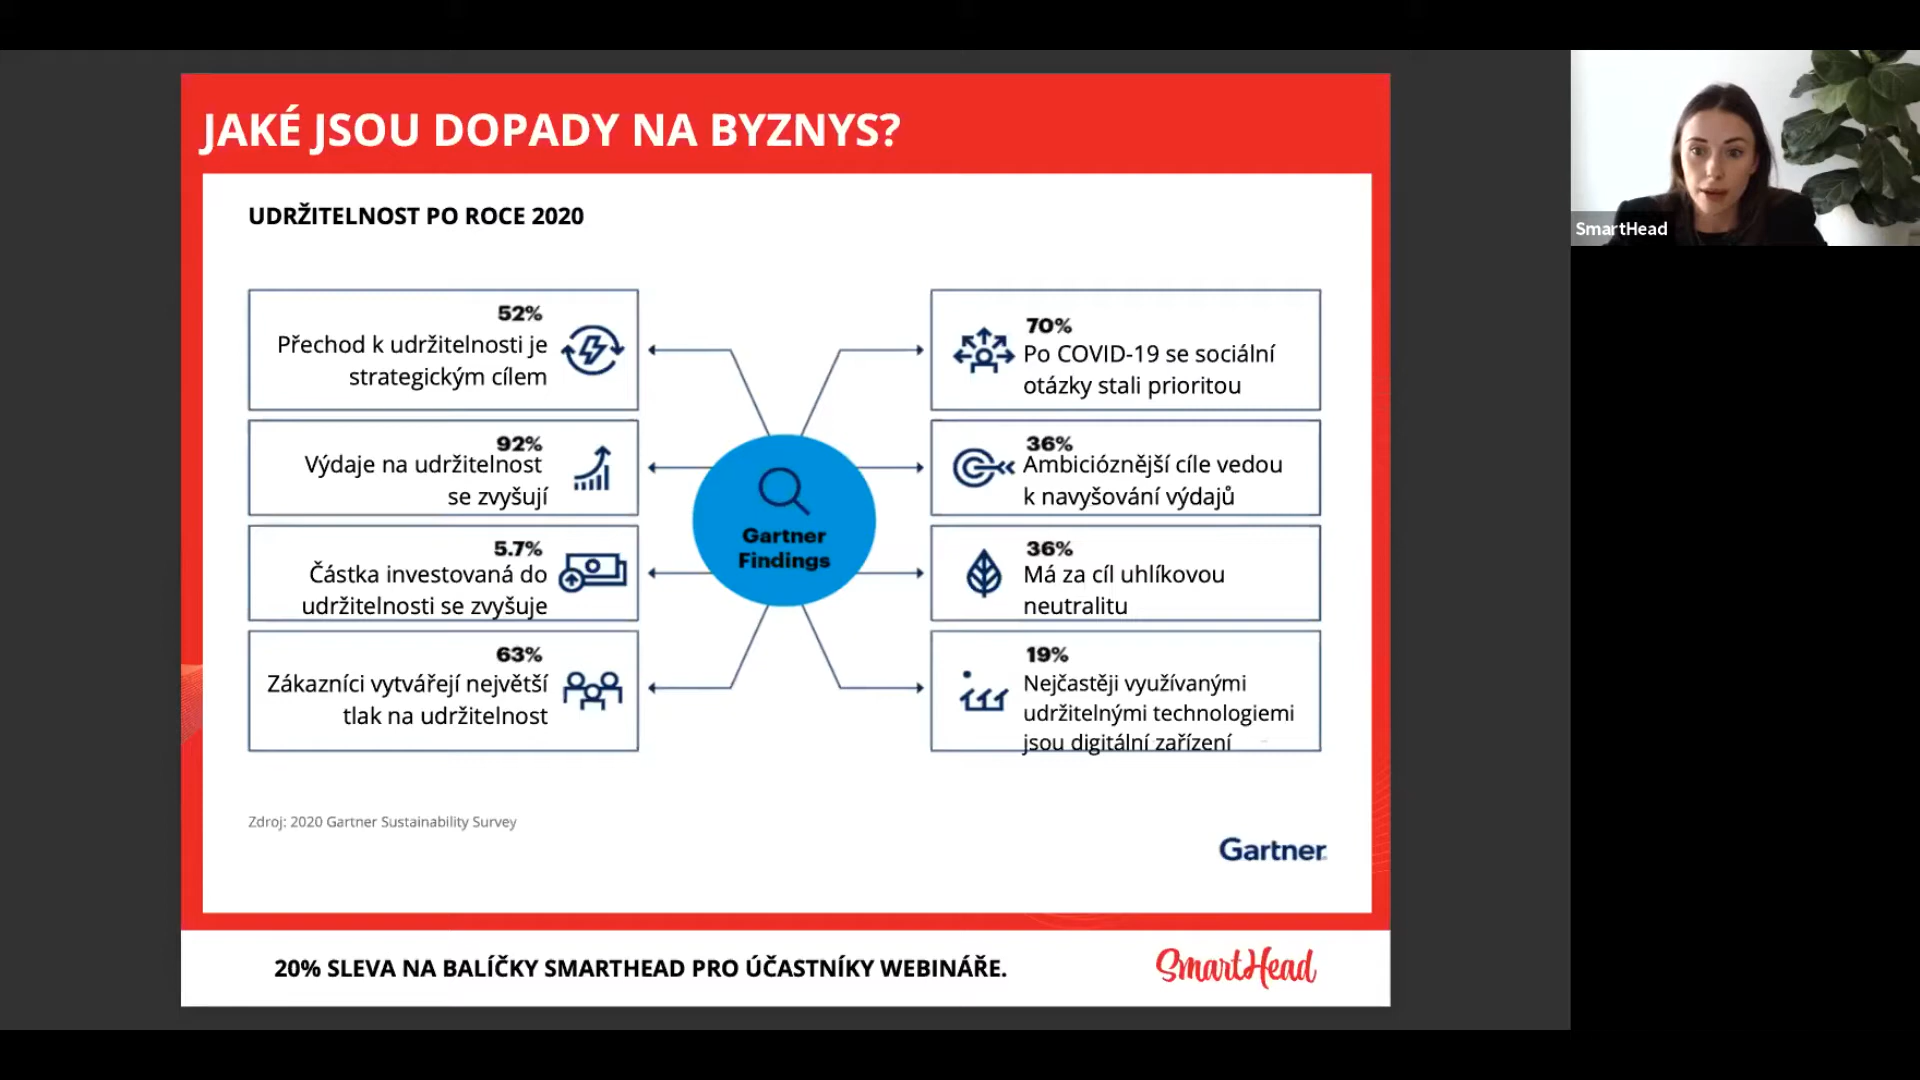 JAKÉ JSOU DOPADY NA BYZNYS?
UDRŽITELNOST PO ROCE 2020
52%
Přechod k udržitelnosti je
strategickým cílem
92%
Výdaje na udržitelnost
se zvyšují
5.7%
Částka investovaná do
udržitelnosti se zvyšuje
63%
Zákazníci vytvářejí největší
tlak na udržitelnost
Gartner
Findings
70%
Po COVID-19 se sociální
otázky stali prioritou
36%
Ambicióznější cíle vedou
k navyšování výdajů
36%
Má za cíl uhlíkovou
neutralitu
19%
Nejčastěji využívanými
udržitelnými technologiemi
jsou digitální zařízení
Zdroj: 2020 Gartner Sustainability Survey
Gartner
20% SLEVA NA BALÍČKY SMARTHEAD PRO ÚČASTNÍKY WEBINÁŘE.
SmartHead
SmartHead